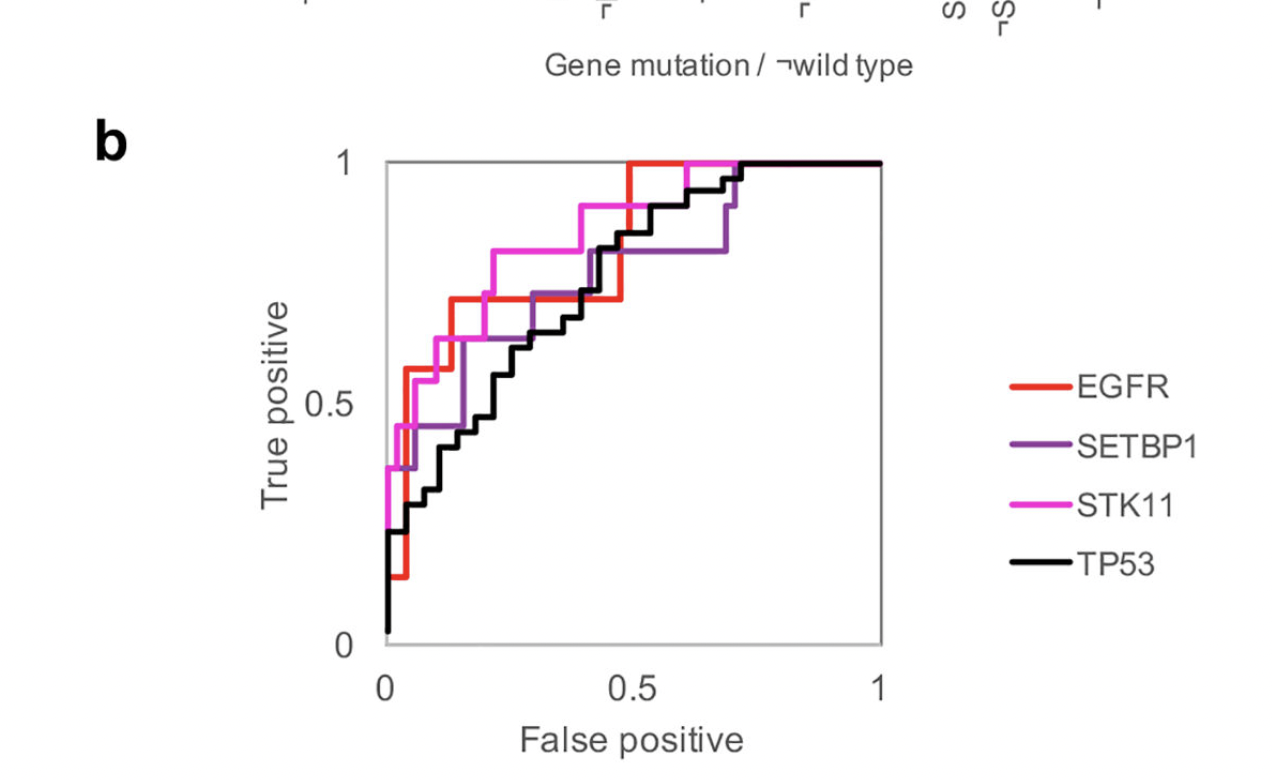 Gene mutation / ¬wild type
b
1
True positive
0.5
0
0
0.5
1
False positive
EGFR
SETBP1
STK11
TP53